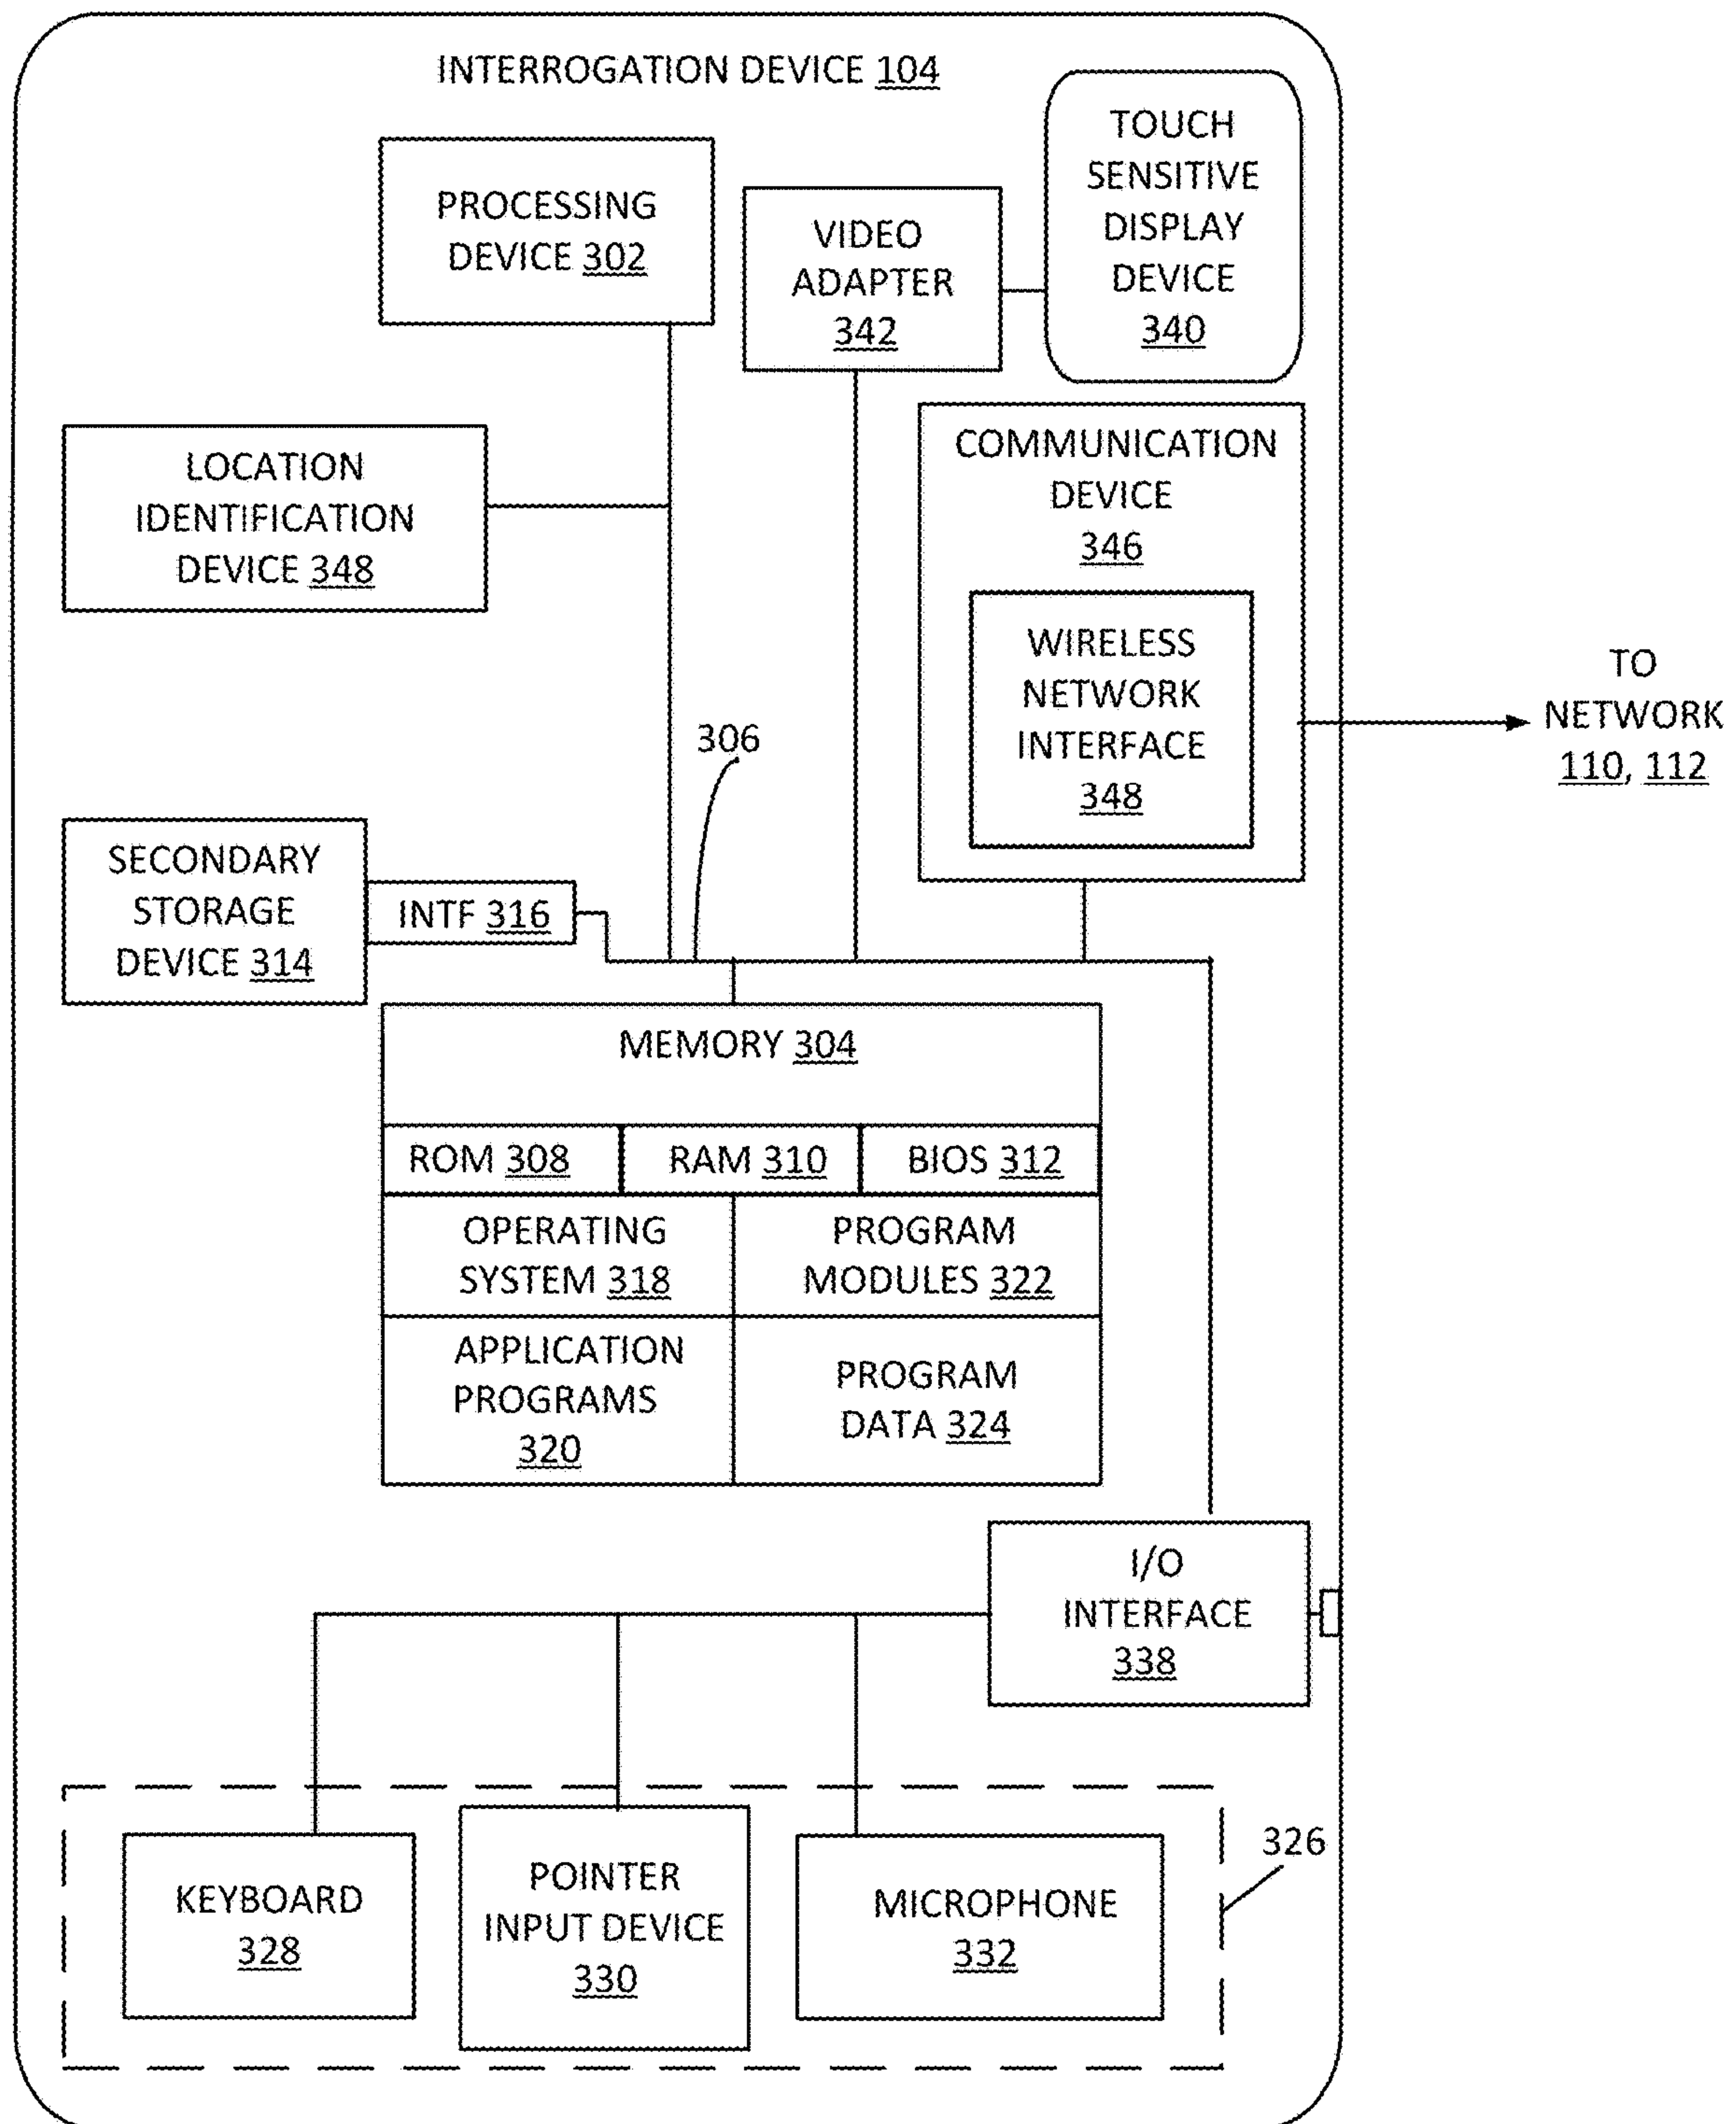 INTERROGATION DEVICE 104
PROCESSING
DEVICE 302
VIDEO
ADAPTER
342
TOUCH
SENSITIVE
DISPLAY
DEVICE
340
LOCATION
IDENTIFICATION
DEVICE 348
COMMUNICATION
DEVICE
346
WIRELESS
NETWORK
INTERFACE
348
TO
NETWORK
110, 112
306
SECONDARY
STORAGE
DEVICE 314
INTF 316
MEMORY 304
ROM 308
RAM 310
BIOS 312
OPERATING
SYSTEM 318
PROGRAM
MODULES 322
APPLICATION
PROGRAMS
320
PROGRAM
DATA 324
I/O
INTERFACE
338
326
KEYBOARD
328
POINTER
INPUT DEVICE
330
MICROPHONE
332